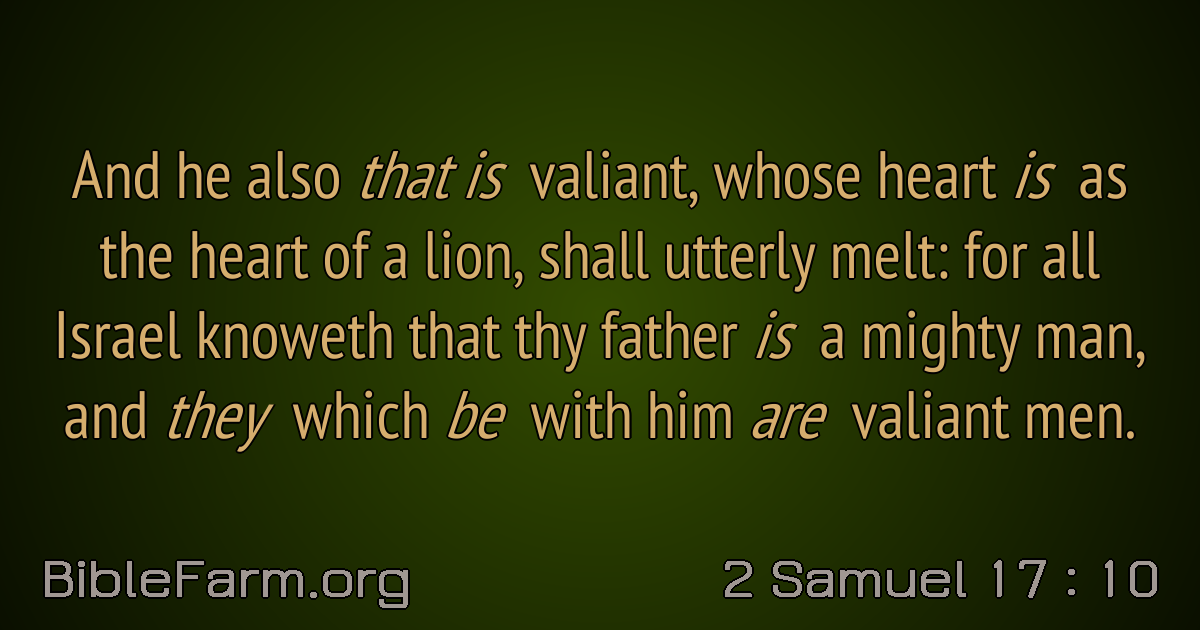 And he also that is valiant, whose heart is as
the heart of a lion, shall utterly melt: for all
Israel knoweth that thy father is a mighty man,
and they which be with him are valiant men.
BibleFarm.org
2 Samuel 17 : 10